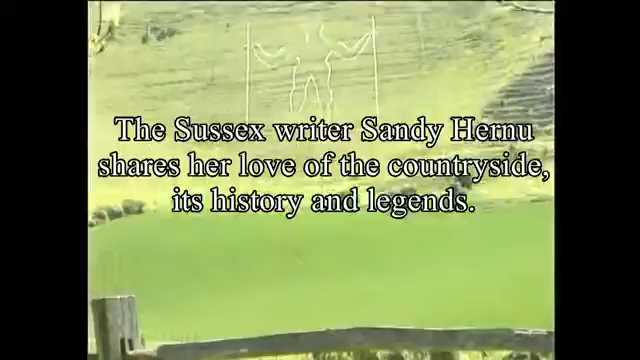 The Sussex writer Sandy Hernu
shares her love of the countryside,
its history and legends.